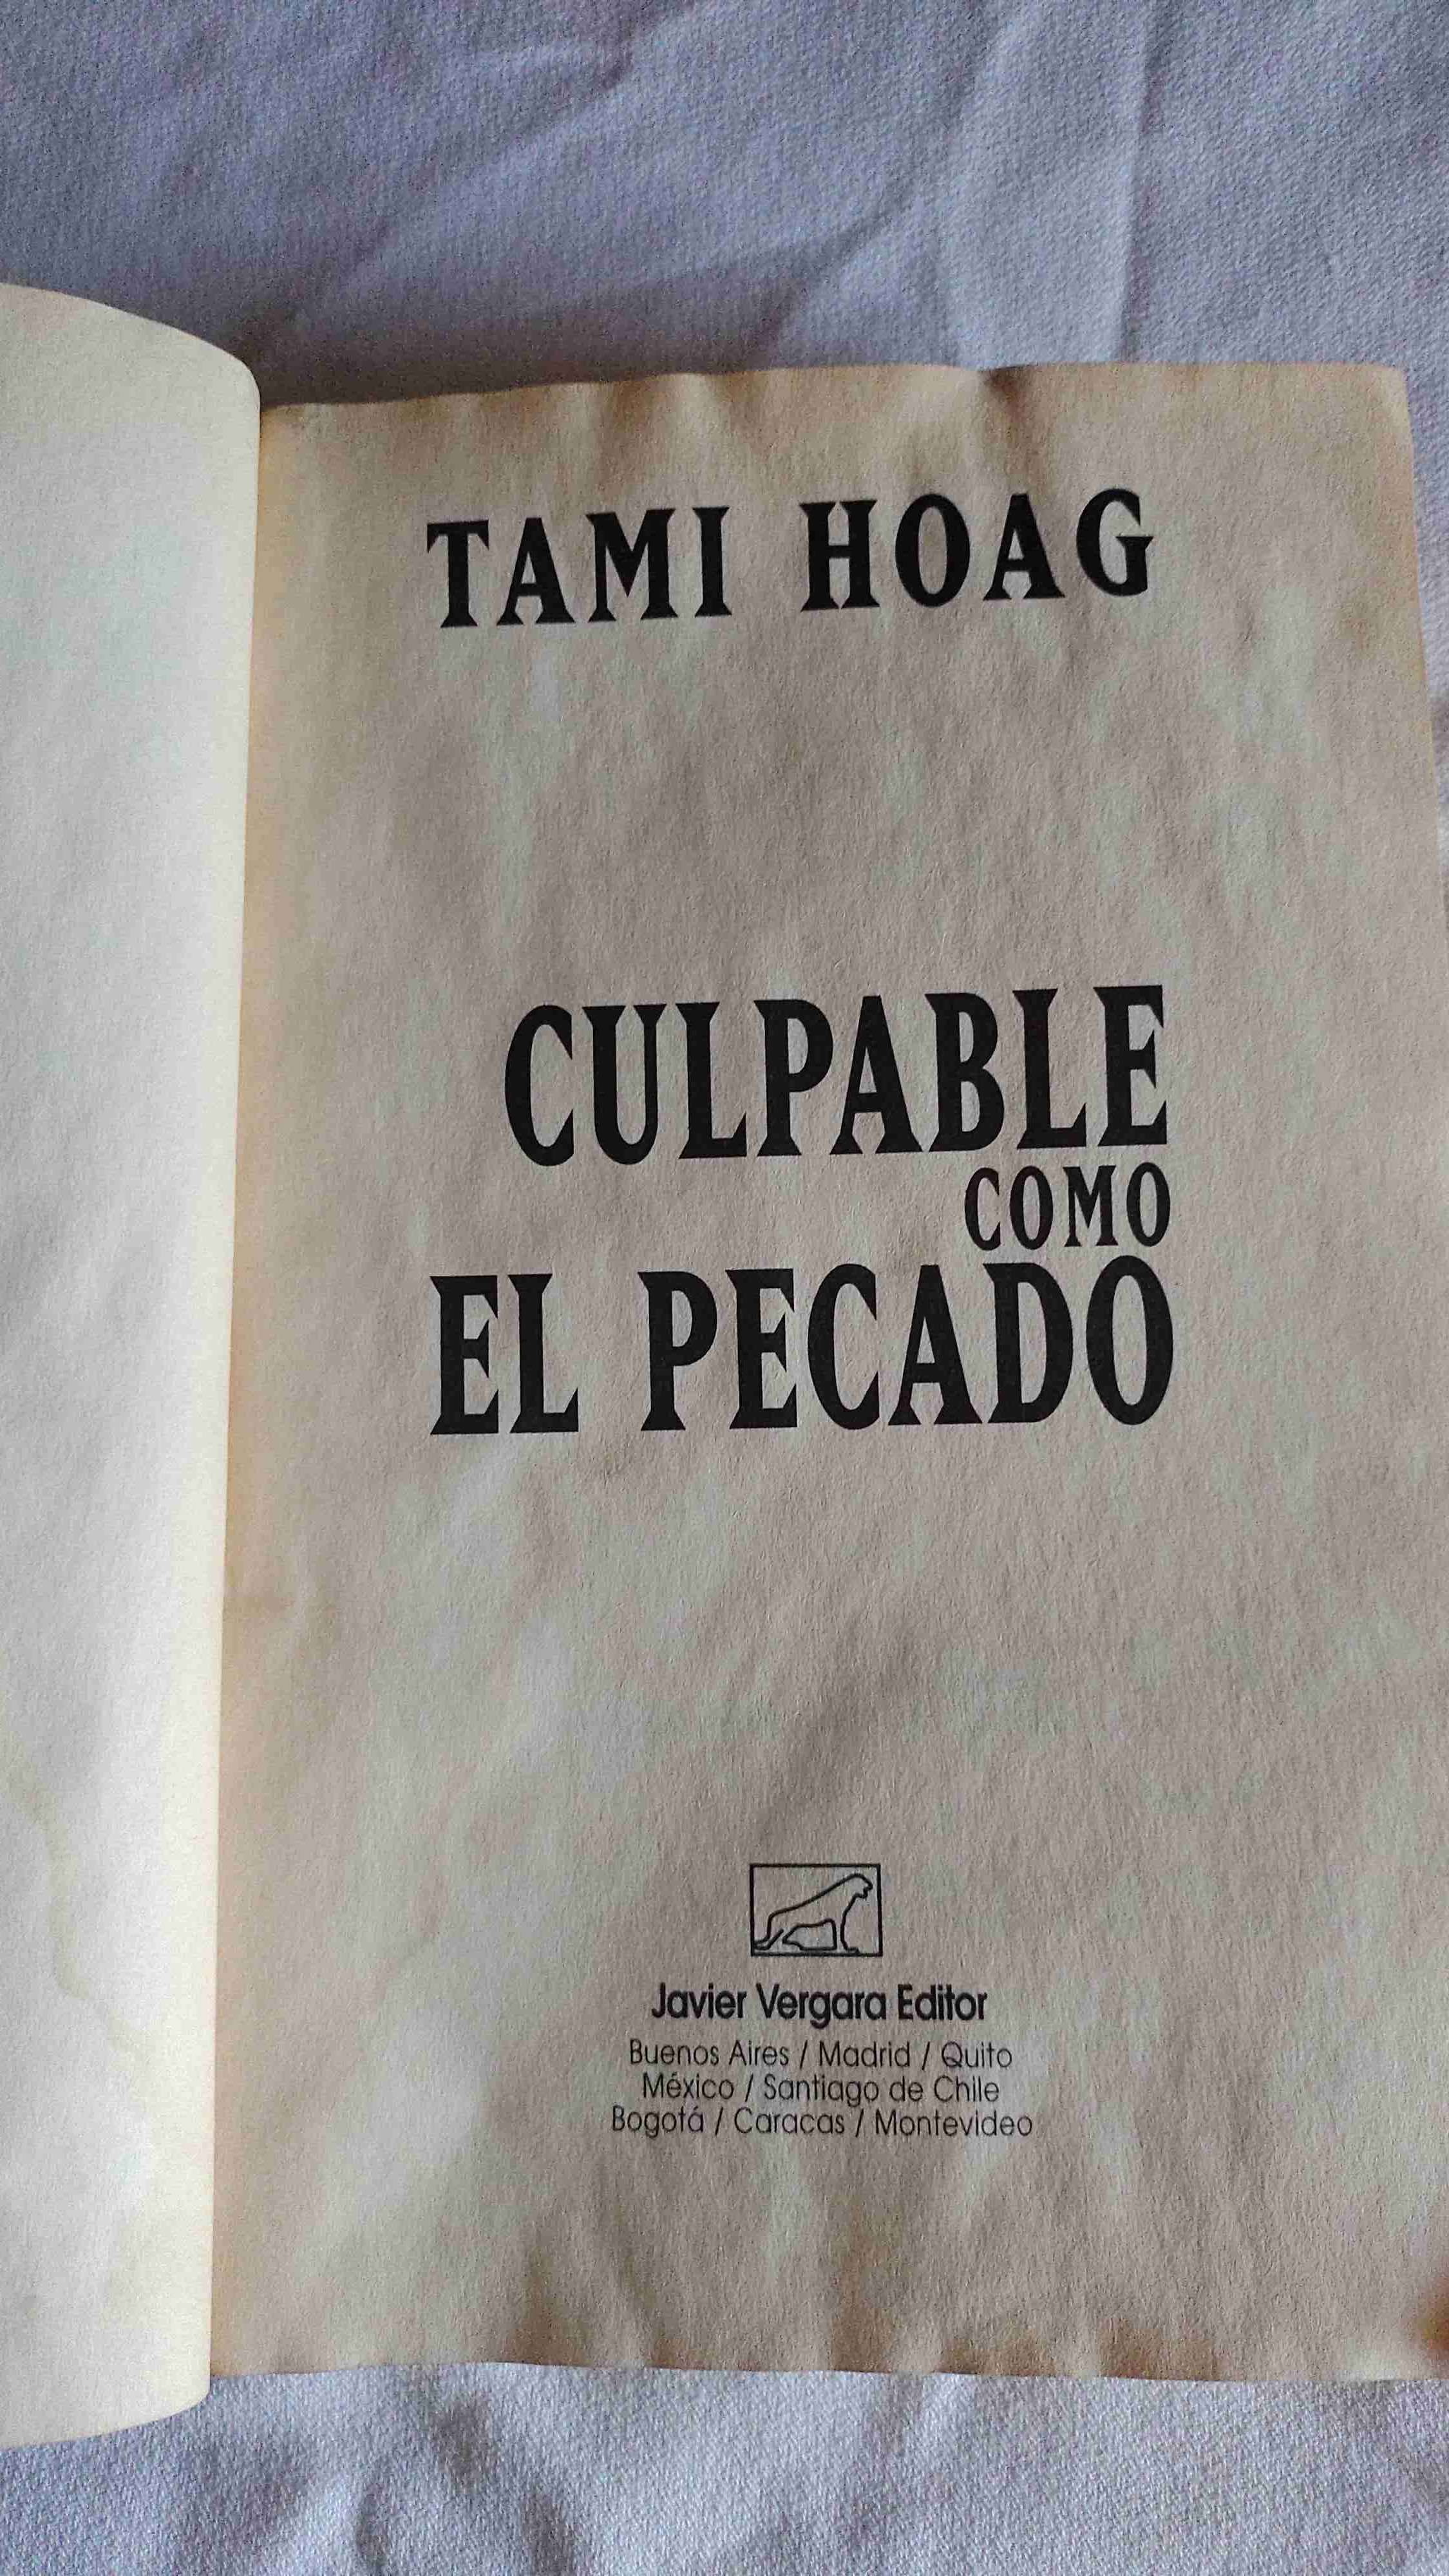 TAMI HOAG
CULPABLE
COMO
EL PECADO
Javier Vergara Editor
Buenos Aires / Madrid / Quito
México / Santiago de Chile
Bogotá / Caracas / Montevideo